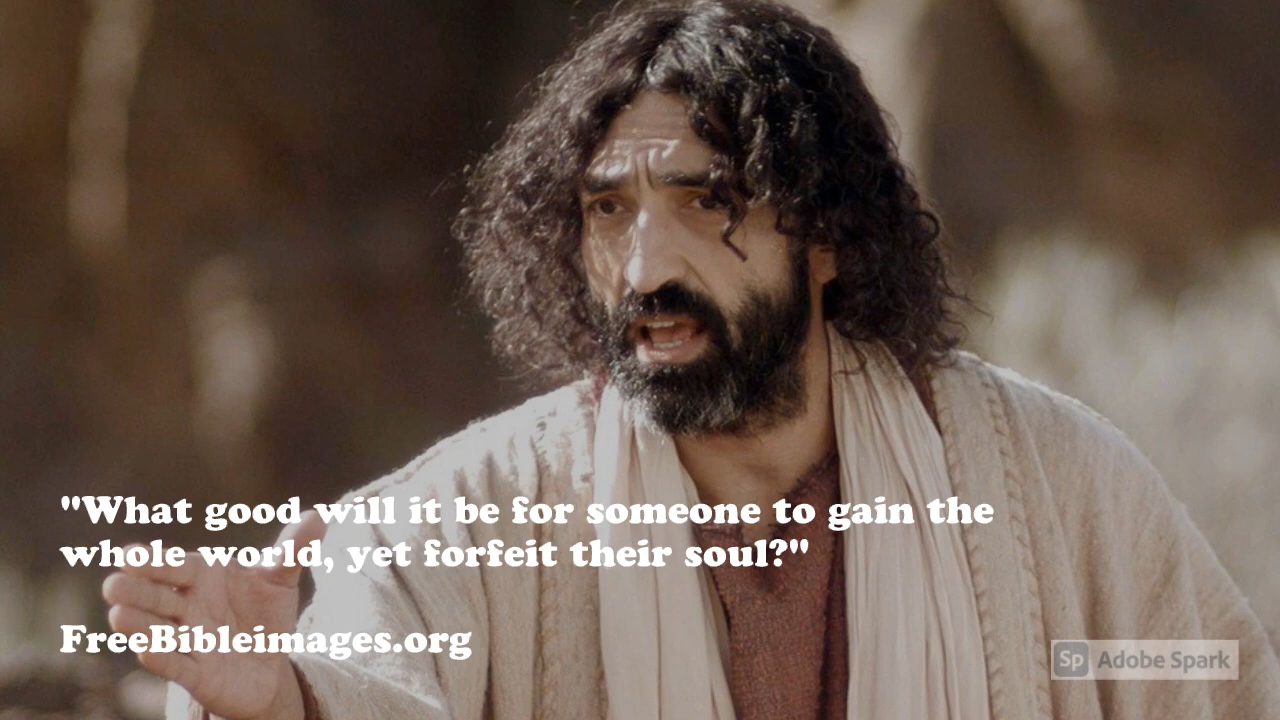 "What good will it be for someone to gain the
whole world, yet forfeit their soul?"
FreeBibleimages.org
Sp Adobe Spark